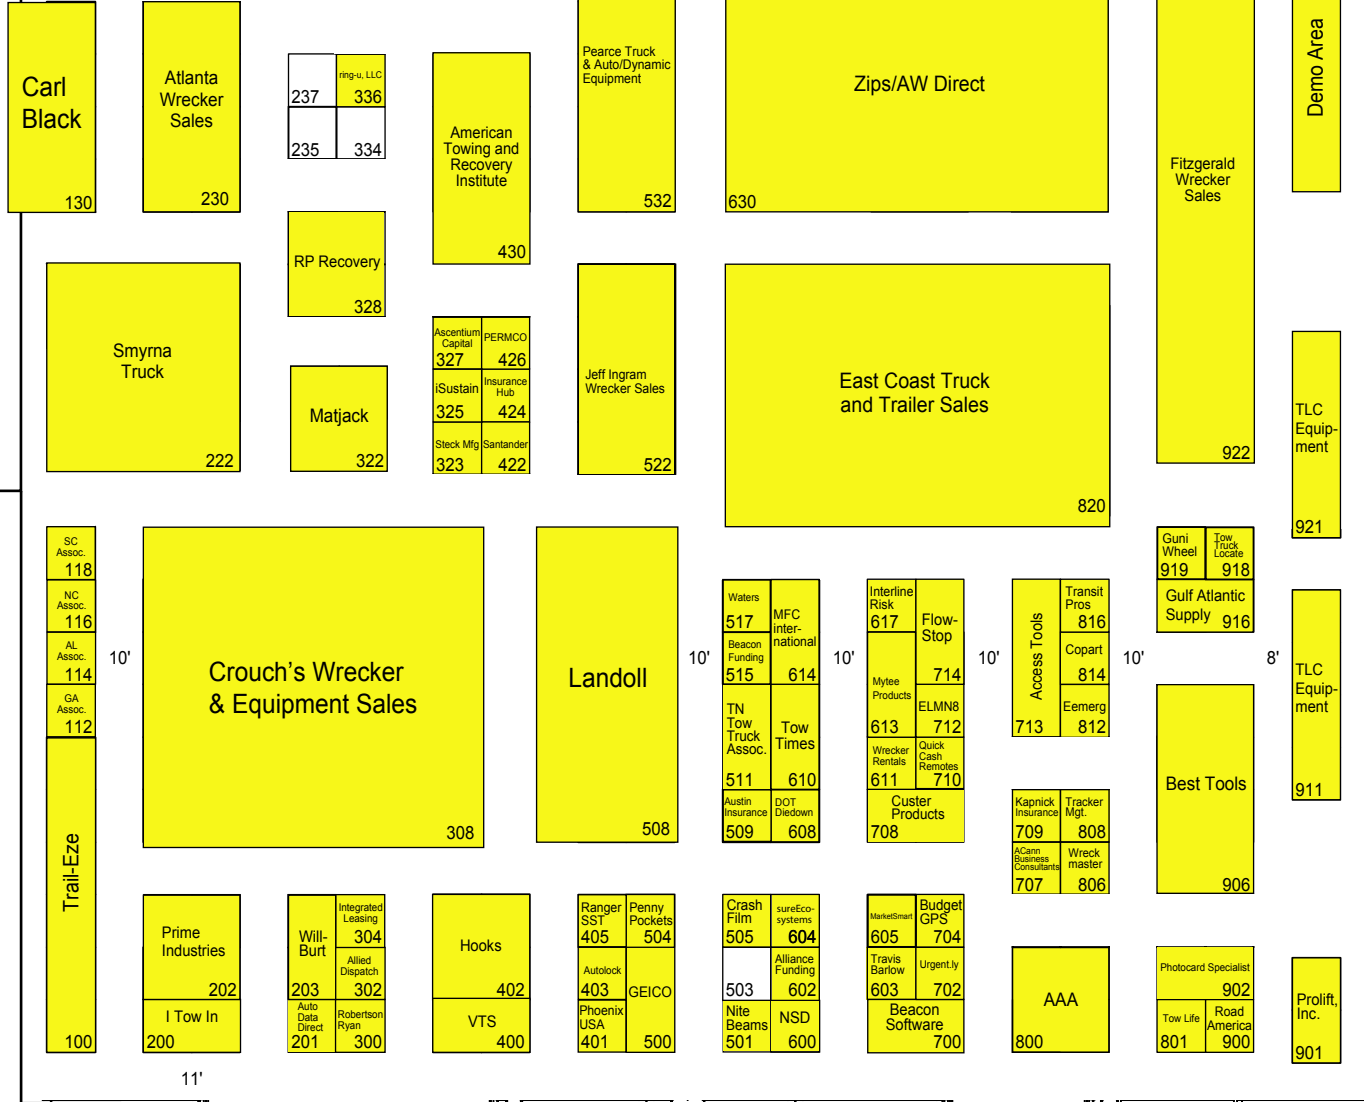 Carl
Black
130
Atlanta
Wrecker
Sales
230
237
ring-u, LLC
336
235
334
American
Towing and
Recovery
Institute
430
Pearce Truck
& Auto/Dynamic
Equipment
532
Zips/AW Direct
630
Fitzgerald
Wrecker
Sales
922
Demo Area
RP Recovery
328
Smyrna
Truck
222
Matjack
322
Ascentium
Capital
327
PERMCO
426
iSustain
325
Insurance
Hub
424
Steck Mfg
323
Santander
422
Jeff Ingram
Wrecker Sales
522
East Coast Truck
and Trailer Sales
820
TLC
Equip-
ment
921
SC
Assoc.
118
NC
Assoc.
116
AL
Assoc.
114
GA
Assoc.
112
Trail-Eze
100
10'
Crouch's Wrecker
& Equipment Sales
308
Landoll
508
10'
Waters
517
MFC
inter-
national
614
Beacon
Funding
515
TN
Tow
Truck
Assoc.
511
Tow
Times
610
Austin
Insurance
509
DOT
Diedown
608
10'
Interline
Risk
617
Flow-
Stop
714
Mytee
Products
613
ELMN8
712
Wrecker
Rentals
611
Quick
Cash
Remotes
710
Custer
Products
708
10'
Access Tools
713
Transit
Pros
816
Copart
814
Eemerg
812
10'
Kapnick
Insurance
709
Tracker
Mgt.
808
ACann
Business
Consultants
707
Wreck
master
806
Guni
Wheel
919
Tow
Truck
Locate
918
Gulf Atlantic
Supply
916
8'
Best Tools
906
TLC
Equip-
ment
911
Prime
Industries
202
I Tow In
200
Will-
Burt
203
Integrated
Leasing
304
Allied
Dispatch
302
Auto
Data
Direct
201
Robertson
Ryan
300
Hooks
402
VTS
400
Ranger
SST
405
Penny
Pockets
504
Autolock
403
GEICO
500
Phoenix
USA
401
Crash
Film
505
sureEco-
systems
604
503
Alliance
Funding
602
Nite
Beams
501
NSD
600
MarketSmart
605
Budget
GPS
704
Travis
Barlow
603
Urgent.ly
702
Beacon
Software
700
AAA
800
Photocard Specialist
902
Tow Life
801
Road
America
900
Prolift,
Inc.
901
11'